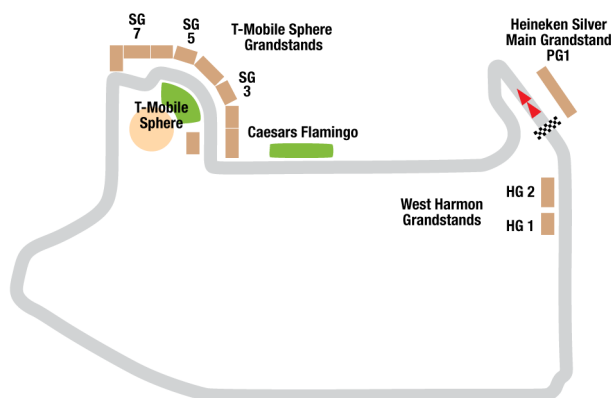 SG
7
SG
5
T-Mobile Sphere
Grandstands
SG
3
Heineken Silver
Main Grandstand
PG1
T-Mobile
Sphere
Caesars Flamingo
West Harmon
Grandstands
HG 2
HG 1